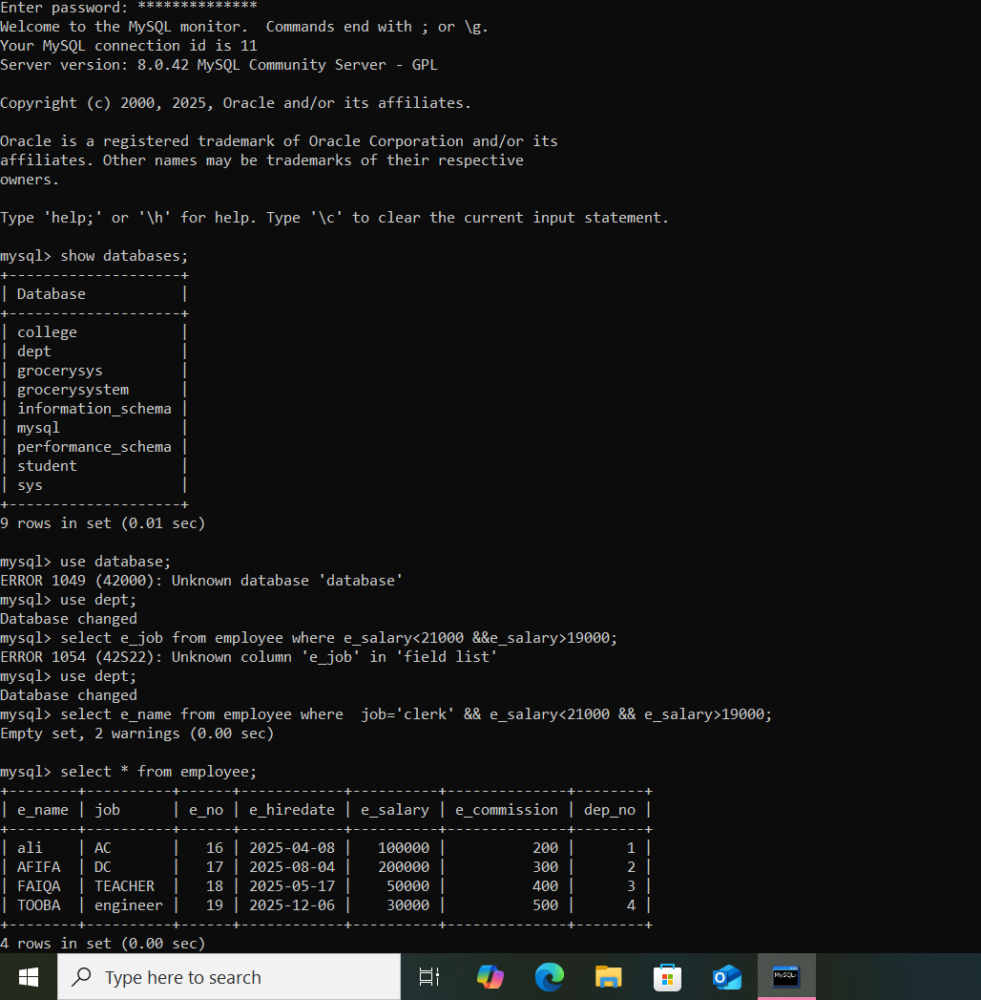 Enter password: **************
Welcome to the MySQL monitor.  Commands end with ; or \g.
Your MySQL connection id is 11
Server version: 8.0.42 MySQL Community Server - GPL

Copyright (c) 2000, 2025, Oracle and/or its affiliates.

Oracle is a registered trademark of Oracle Corporation and/or its
affiliates. Other names may be trademarks of their respective
owners.

Type 'help;' or '\h' for help. Type '\c' to clear the current input statement.

mysql> show databases;
+--------------------+
| Database           |
+--------------------+
| college            |
| dept               |
| grocerysys         |
| grocerysystem      |
| information_schema |
| mysql              |
| performance_schema |
| student            |
| sys                |
+--------------------+
9 rows in set (0.01 sec)

mysql> use database;
ERROR 1049 (42000): Unknown database 'database'
mysql> use dept;
Database changed
mysql> select e_job from employee where e_salary<21000 &&e_salary>19000;
ERROR 1054 (42S22): Unknown column 'e_job' in 'field list'
mysql> use dept;
Database changed
mysql> select e_name from employee where  job='clerk' && e_salary<21000 && e_salary>19000;
Empty set, 2 warnings (0.00 sec)

mysql> select * from employee;
+--------+----------+------+------------+----------+--------------+--------+
| e_name | job      | e_no | e_hiredate | e_salary | e_commission | dep_no |
+--------+----------+------+------------+----------+--------------+--------+
| ali    | AC       |   16 | 2025-04-08 |   100000 |          200 |      1 |
| AFIFA  | DC       |   17 | 2025-08-04 |   200000 |          300 |      2 |
| FAIQA  | TEACHER  |   18 | 2025-05-17 |    50000 |          400 |      3 |
| TOOBA  | engineer |   19 | 2025-12-06 |    30000 |          500 |      4 |
+--------+----------+------+------------+----------+--------------+--------+
4 rows in set (0.00 sec)
Type here to search
MySQL